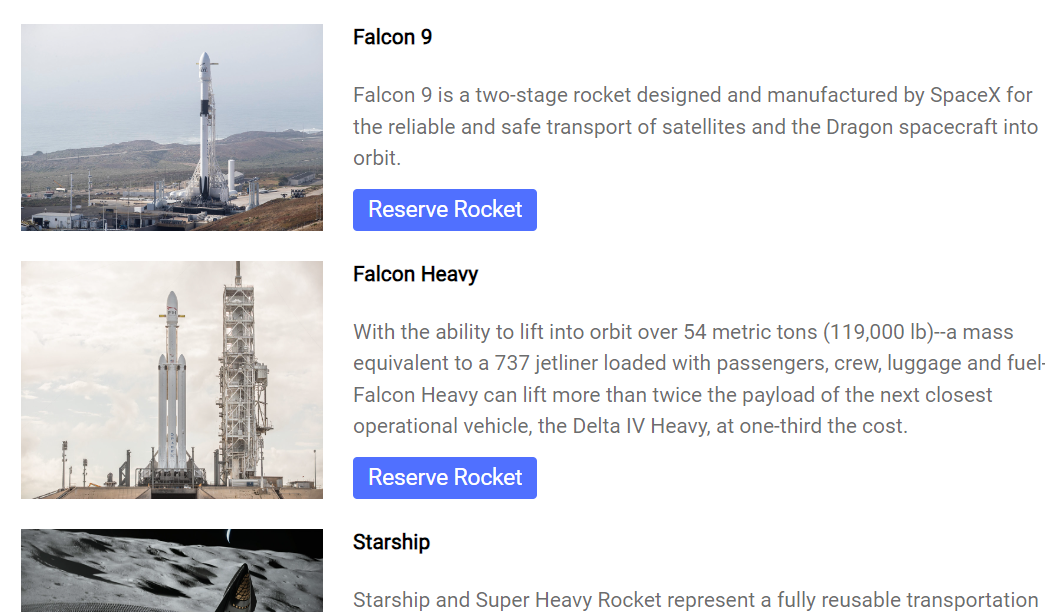 Falcon 9
Falcon 9 is a two-stage rocket designed and manufactured by SpaceX for
the reliable and safe transport of satellites and the Dragon spacecraft into
orbit.
Reserve Rocket
Falcon Heavy
With the ability to lift into orbit over 54 metric tons (119,000 lb)--a mass
equivalent to a 737 jetliner loaded with passengers, crew, luggage and fuel-
Falcon Heavy can lift more than twice the payload of the next closest
operational vehicle, the Delta IV Heavy, at one-third the cost.
Reserve Rocket
Starship
Starship and Super Heavy Rocket represent a fully reusable transportation